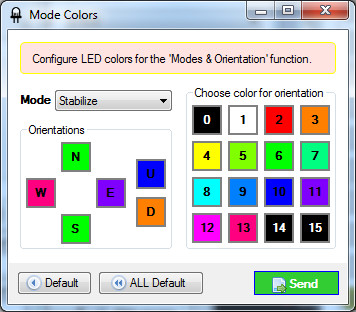 Mode Colors
Configure LED colors for the 'Modes & Orientation' function.
Mode Stabilize
Orientations
N
U
W E
D
S
Choose color for orientation
0 1 2 3
4 5 6 7
8 9 10 11
12 13 14 15
Default ALL Default Send